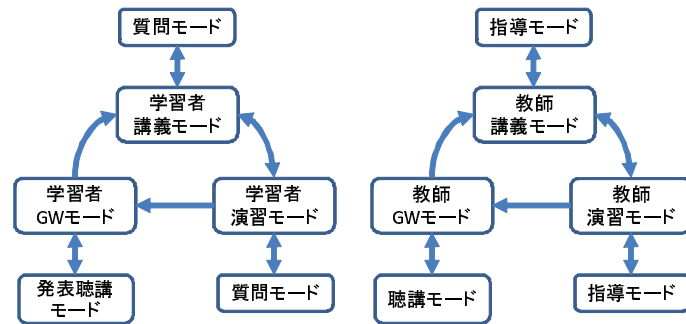 質問モード
学習者
講義モード
学習者
GWモード
学習者
演習モード
発表聴講
モード
質問モード
指導モード
教師
講義モード
教師
GWモード
教師
演習モード
聴講モード
指導モード